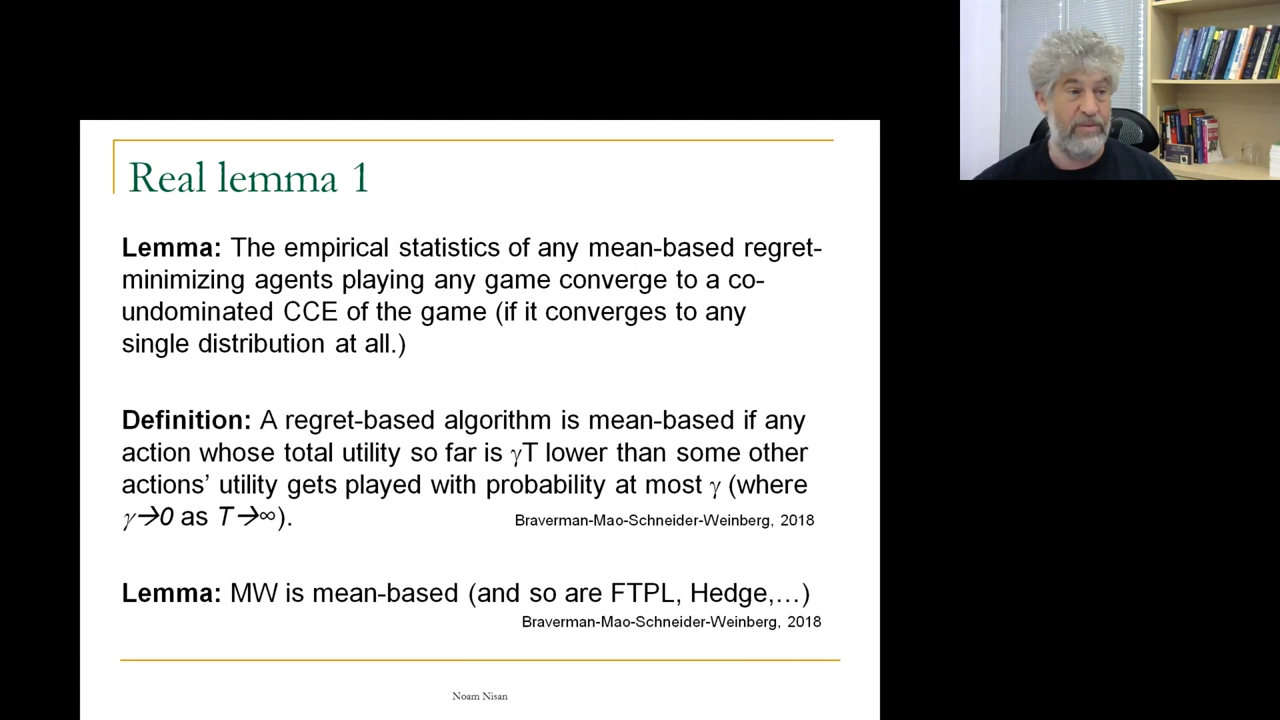 Real lemma 1
Lemma: The empirical statistics of any mean-based regret-
minimizing agents playing any game converge to a co-
undominated CCE of the game (if it converges to any
single distribution at all.)
Definition: A regret-based algorithm is mean-based if any
action whose total utility so far is γT lower than some other
actions’ utility gets played with probability at most γ (where
γ→0 as T→∞).
Braverman-Mao-Schneider-Weinberg, 2018
Lemma: MW is mean-based (and so are FTPL, Hedge,…)
Braverman-Mao-Schneider-Weinberg, 2018
Noam Nisan